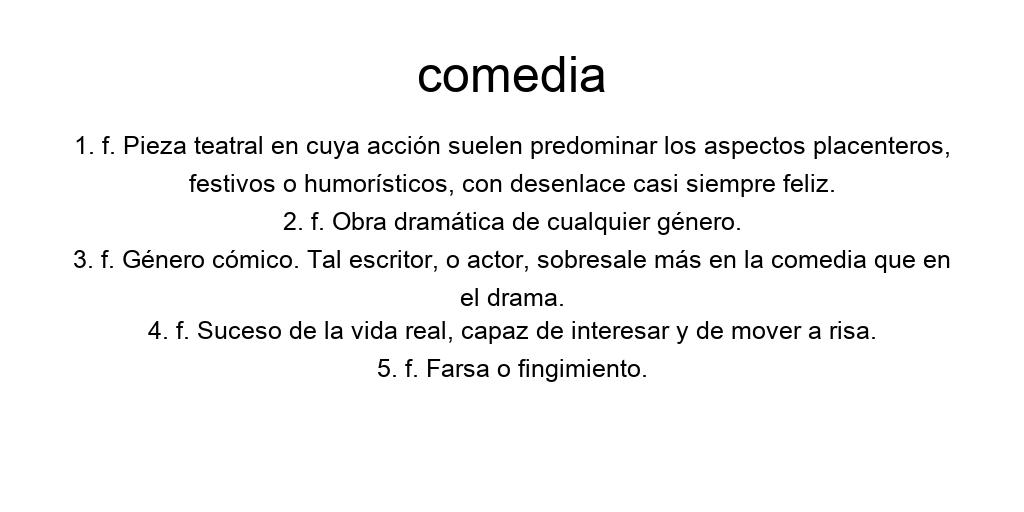 comedia
1. f. Pieza teatral en cuya acción suelen predominar los aspectos placenteros,
festivos o humorísticos, con desenlace casi siempre feliz.
2. f. Obra dramática de cualquier género.
3. f. Género cómico. Tal escritor, o actor, sobresale más en la comedia que en
el drama.
4. f. Suceso de la vida real, capaz de interesar y de mover a risa.
5. f. Farsa o fingimiento.